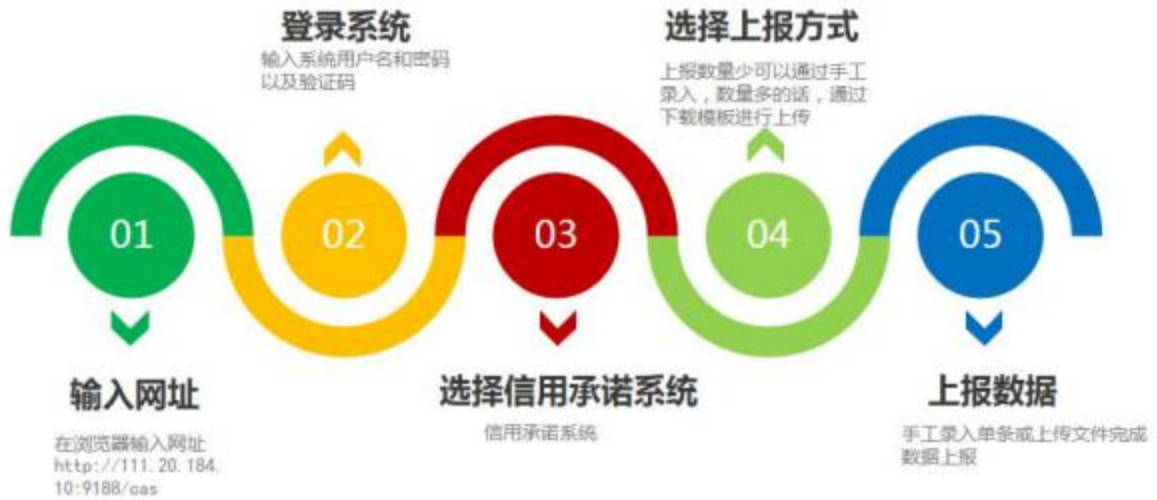 01
输入网址
在浏览器输入网址
http://111.20.184.
10:9188/cas
02
登录系统
输入系统用户名和密码
以及验证码
03
选择信用承诺系统
信用承诺系统
04
选择上报方式
上报数量少可以通过手工
录入，数量多的话，通过
下载模板进行上传
05
上报数据
手工录入单条或上传文件完成
数据上报